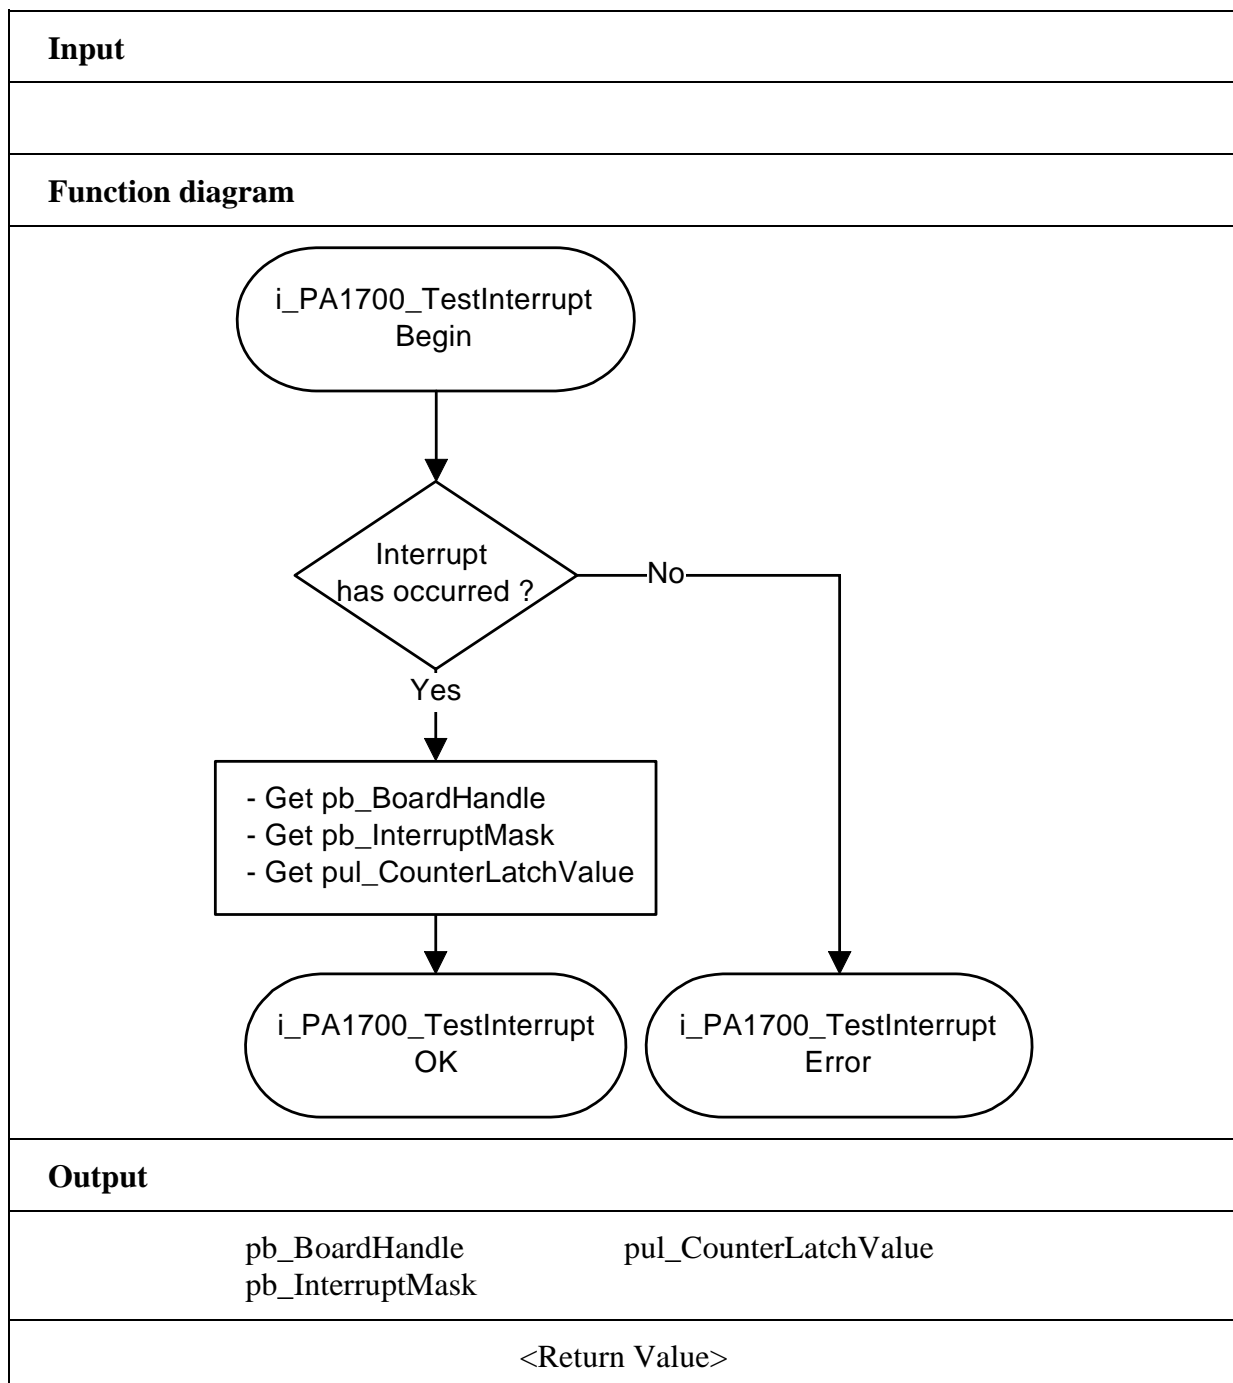 Input
Function diagram
i_PA1700_TestInterrupt
Begin
Interrupt
has occurred ?
No
Yes
- Get pb_BoardHandle
- Get pb_InterruptMask
- Get pul_CounterLatchValue
i_PA1700_TestInterrupt
OK
i_PA1700_TestInterrupt
Error
Output
pb_BoardHandle pul_CounterLatchValue
pb_InterruptMask
<Return Value>